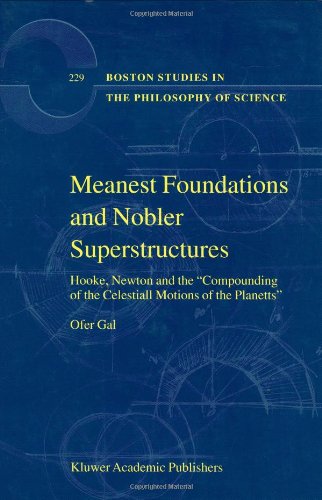 229 BOSTON STUDIES IN
THE PHILOSOPHY OF SCIENCE
Meanest Foundations
and Nobler
Superstructures
Hooke, Newton and the “Compounding
of the Celestiall Motions of the Planetts”
Ofer Gal
Kluwer Academic Publishers